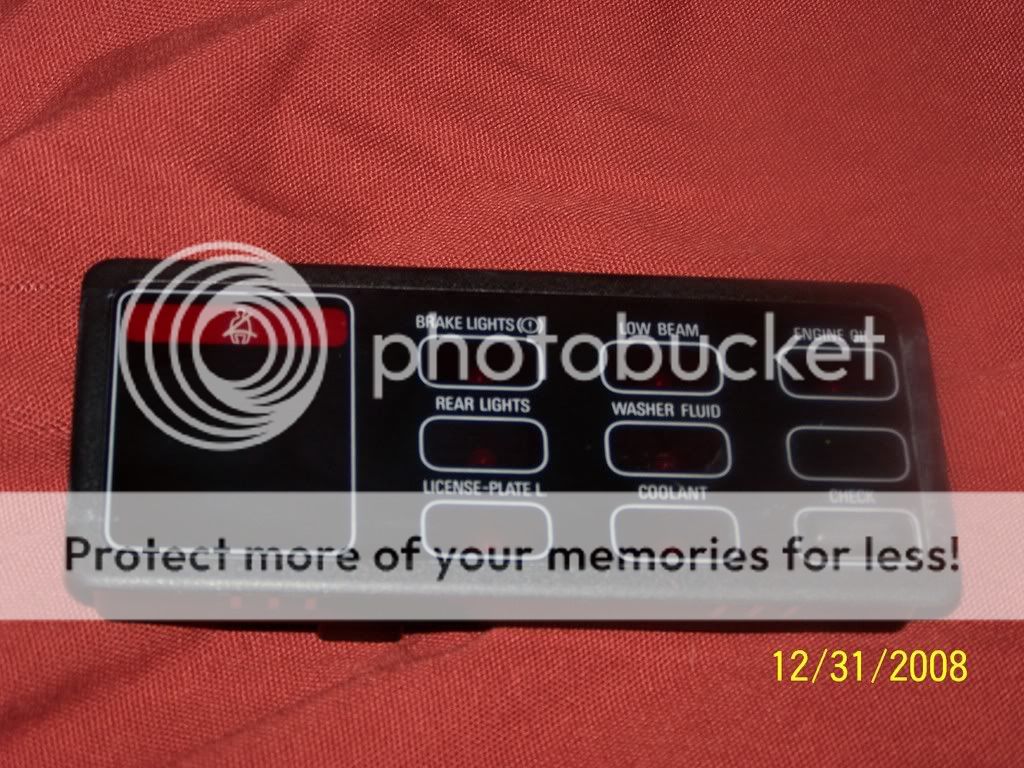 BRAKE LIGHTS (!)
LOW BEAM
ENGINE OIL
REAR LIGHTS
WASHER FLUID
LICENSE-PLATE L
COOLANT
CHECK
photobucket
Protect more of your memories for less!
12/31/2008